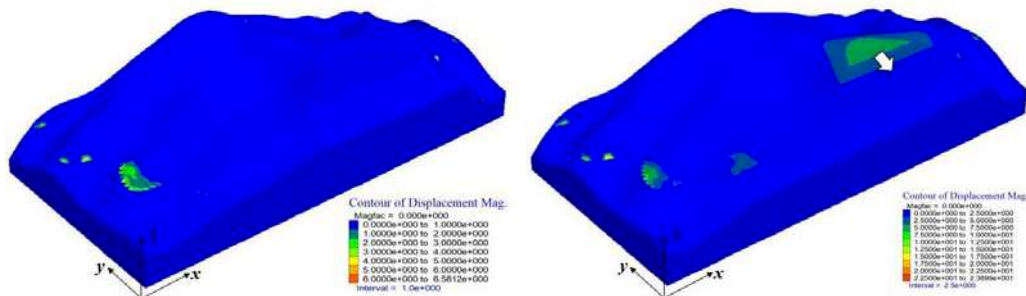 Contour of Displacement Mag.
Magfac = 0.000e+000
0.0000e+000 to 1.0000e+000
1.0000e+000 to 2.0000e+000
2.0000e+000 to 3.0000e+000
3.0000e+000 to 4.0000e+000
4.0000e+000 to 5.0000e+000
5.0000e+000 to 6.0000e+000
6.0000e+000 to 6.5812e+000
Interval = 1.0e+000
y
x
Contour of Displacement Mag.
Magfac = 0.000e+000
0.0000e+000 to 2.5000e+000
2.5000e+000 to 5.0000e+000
5.0000e+000 to 7.5000e+000
7.5000e+000 to 1.0000e+001
1.0000e+001 to 1.2500e+001
1.2500e+001 to 1.5000e+001
1.5000e+001 to 1.7500e+001
1.7500e+001 to 2.0000e+001
2.0000e+001 to 2.2500e+001
2.2500e+001 to
Interval = 2.5e+000
y
x